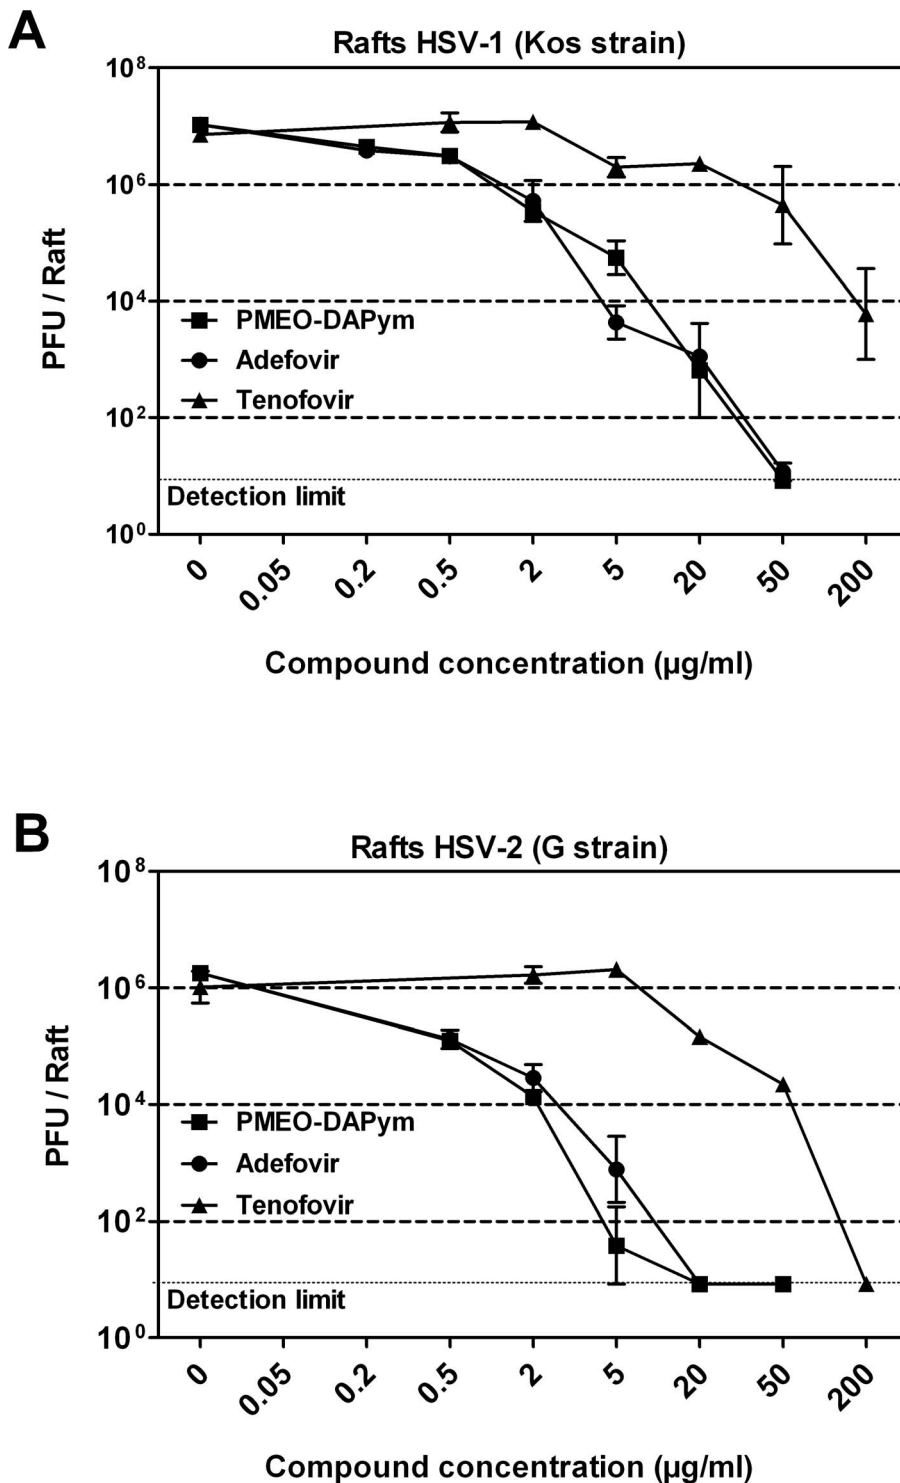 A
Rafts HSV-1 (Kos strain)
10⁸
10⁶
10⁴
10²
10⁰
PFU / Raft
PMEO-DAPym
Adefovir
Tenofovir
Detection limit
0 0.05 0.2 0.5 2 5 20 50 200
Compound concentration (µg/ml)
B
Rafts HSV-2 (G strain)
10⁸
10⁶
10⁴
10²
10⁰
PFU / Raft
PMEO-DAPym
Adefovir
Tenofovir
Detection limit
0 0.05 0.2 0.5 2 5 20 50 200
Compound concentration (µg/ml)